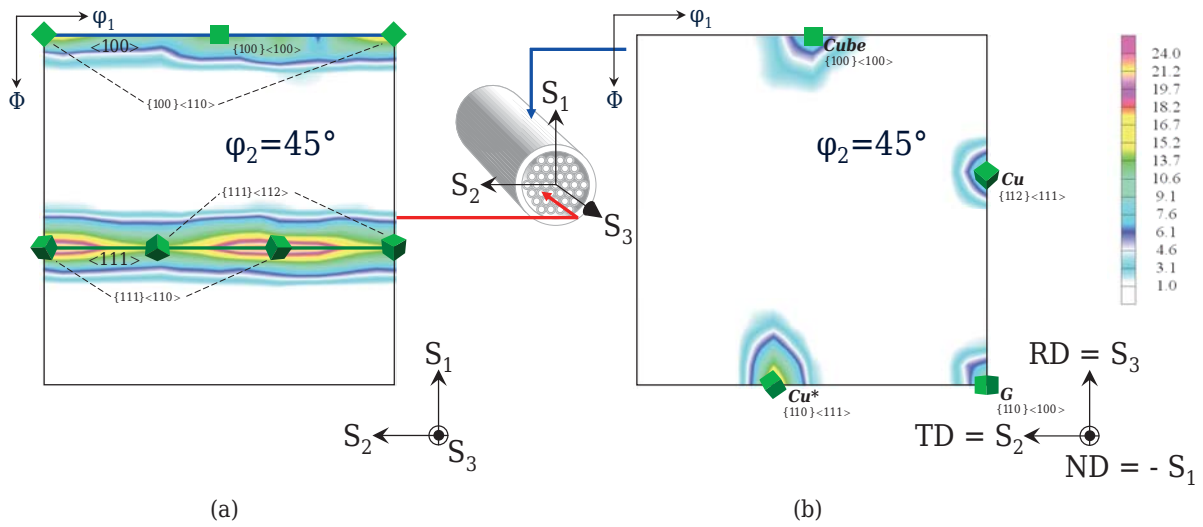 φ1
Φ
<100>
{100}<100>
{100}<110>
φ2=45°
{111}<112>
<111>
{111}<110>
S1
S2
S3
(a)
S1
S2
S3
φ1
Φ
Cube
{100}<100>
φ2=45°
Cu
{112}<111>
Cu*
{110}<111>
G
{110}<100>
RD = S3
TD = S2
ND = - S1
(b)
24.0
21.2
19.7
18.2
16.7
15.2
13.7
10.6
9.1
7.6
6.1
4.6
3.1
1.0